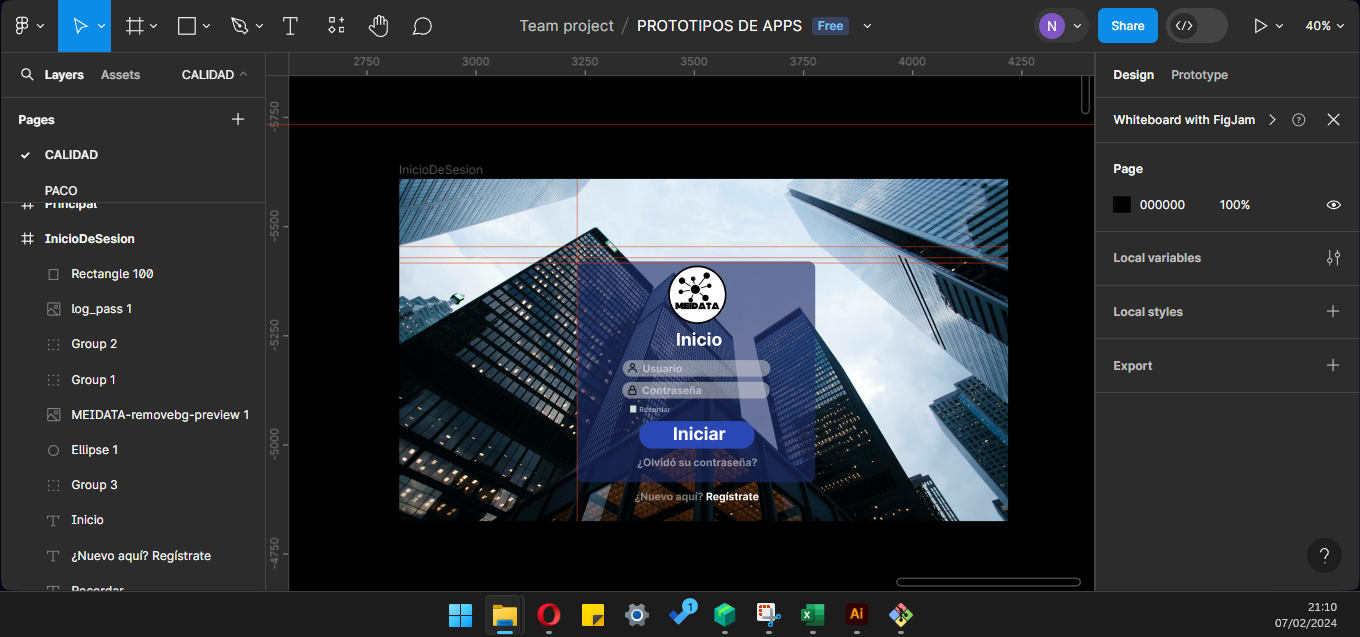 Team project / PROTOTIPOS DE APPS Free
N
Share
40%
Layers Assets CALIDAD
Pages
CALIDAD
PACO
Principal
InicioDeSesion
Rectangle 100
log_pass 1
Group 2
Group 1
MEIDATA-removebg-preview 1
Ellipse 1
Group 3
Inicio
¿Nuevo aquí? Regístrate
Recordar
2750 3000 3250 3500 3750 4000 4250
-5750
-5500
-5250
-5000
-4750
InicioDeSesion
MEIDATA
Inicio
Usuario
Contraseña
Recordar
Iniciar
¿Olvidó su contraseña?
¿Nuevo aquí? Regístrate
Design Prototype
Whiteboard with FigJam
?
Page
000000 100%
Local variables
Local styles
Export
?
1
Ai
21:10
07/02/2024